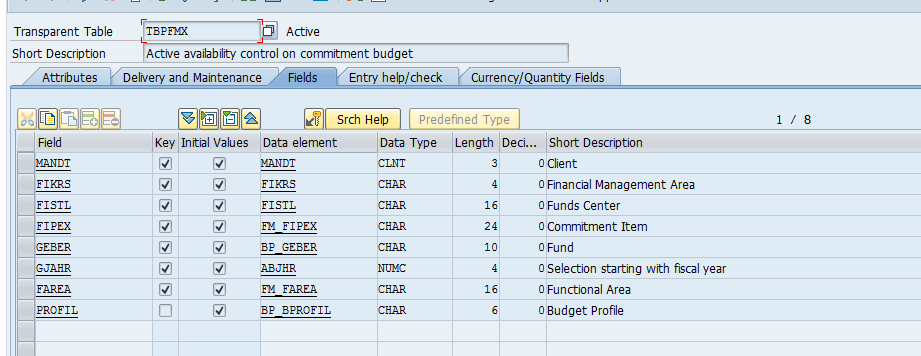 Transparent Table TBPFMX Active
Short Description Active availability control on commitment budget
Attributes Delivery and Maintenance Fields Entry help/check Currency/Quantity Fields
Srch Help Predefined Type 1 / 8
Field Key Initial Values Data element Data Type Length Deci... Short Description
MANDT MANDT CLNT 3 0 Client
FIKRS FIKRS CHAR 4 0 Financial Management Area
FISTL FISTL CHAR 16 0 Funds Center
FIPEX FM_FIPEX CHAR 24 0 Commitment Item
GEBER BP_GEBER CHAR 10 0 Fund
GJAHR ABJHR NUMC 4 0 Selection starting with fiscal year
FAREA FM_FAREA CHAR 16 0 Functional Area
PROFIL BP_BPROFIL CHAR 6 0 Budget Profile